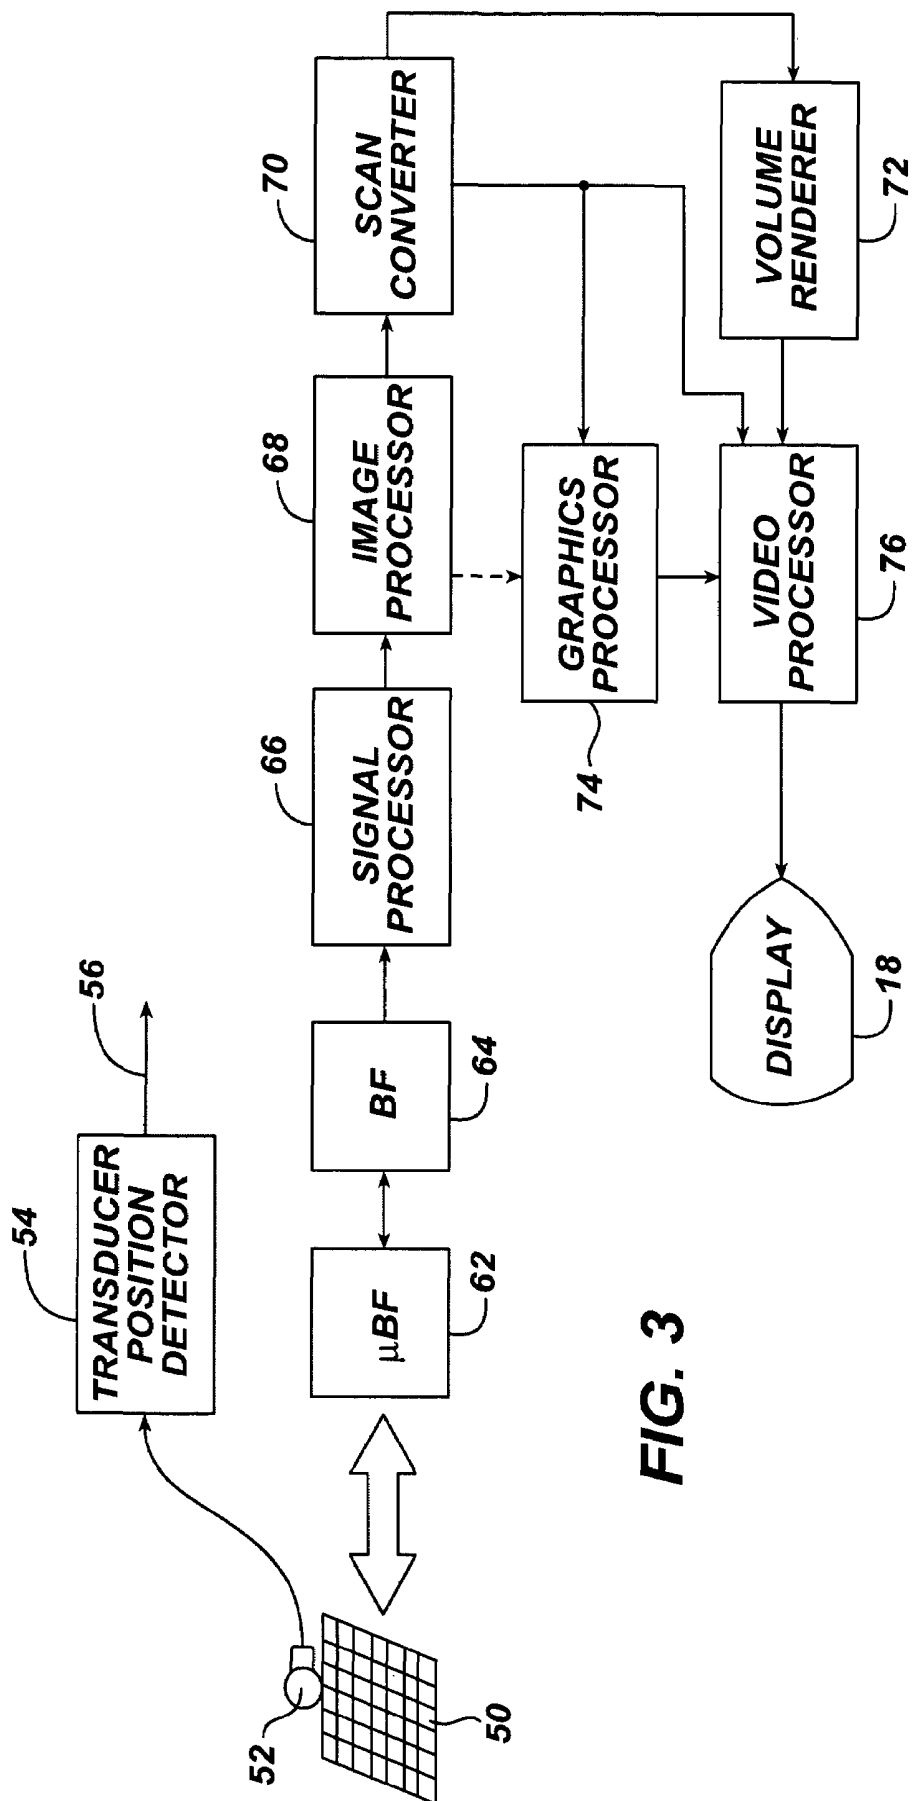 54
TRANSDUCER
POSITION
DETECTOR
56
52
50
µBF
62
BF
64
66
SIGNAL
PROCESSOR
68
IMAGE
PROCESSOR
70
SCAN
CONVERTER
GRAPHICS
PROCESSOR
74
DISPLAY
18
VIDEO
PROCESSOR
76
VOLUME
RENDERER
72
FIG. 3